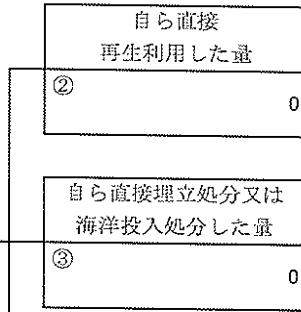 自ら直接
再生利用した量
②
0
自ら直接埋立処分又は
海洋投入処分した量
③
0